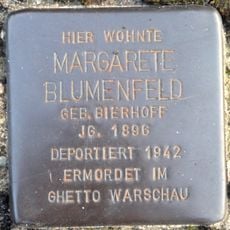 HIER WOHNTE
MARGARETE
BLUMENFELD
GEB. BIERHOFF
JG. 1896
DEPORTIERT 1942
ERMORDET IM
GHETTO WARSCHAU